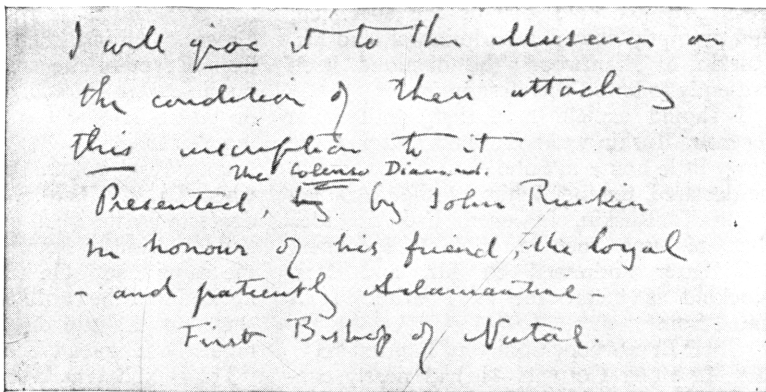 I will give it to the Museum on
the condition of their attaching
this inscription to it
The Colenso Diamond.
Presented, by by John Ruskin
in honour of his friend, the loyal
- and patiently Adamantine
First Bishop of Natal